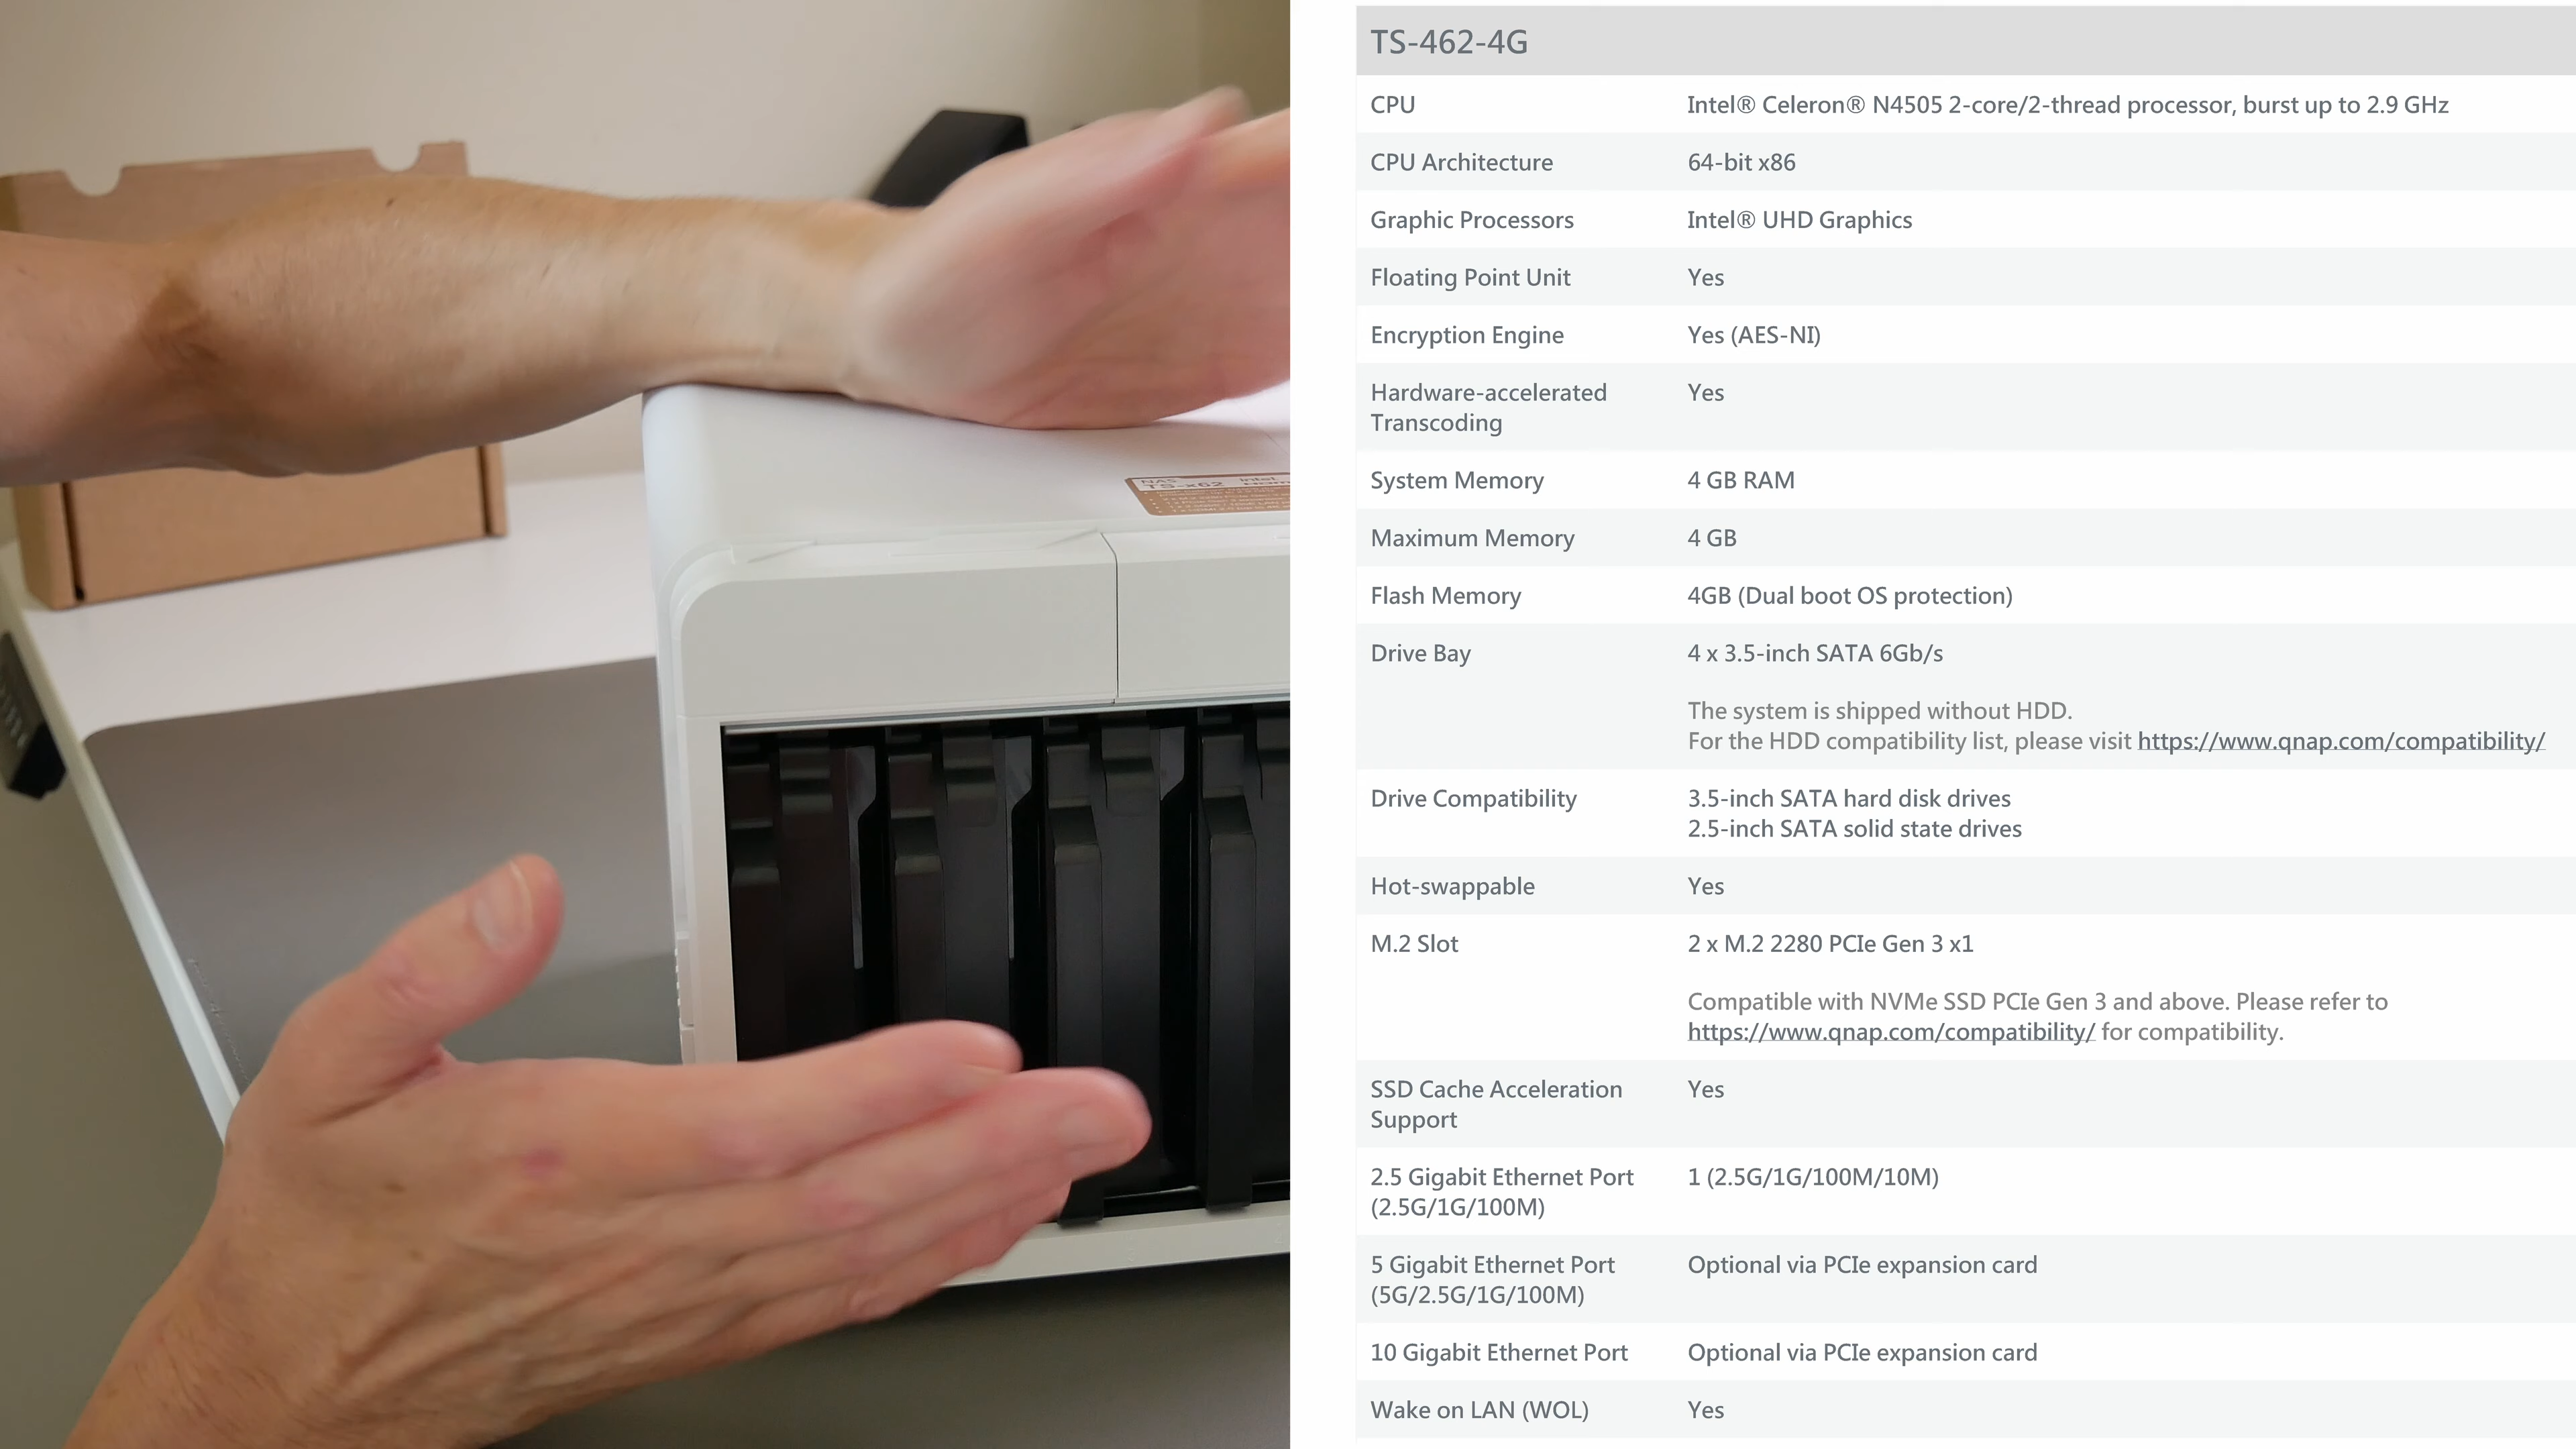 NAS
TS-x62
intel
TS-462-4G
CPU
Intel® Celeron® N4505 2-core/2-thread processor, burst up to 2.9 GHz
CPU Architecture
64-bit x86
Graphic Processors
Intel® UHD Graphics
Floating Point Unit
Yes
Encryption Engine
Yes (AES-NI)
Hardware-accelerated
Transcoding
Yes
System Memory
4 GB RAM
Maximum Memory
4 GB
Flash Memory
4GB (Dual boot OS protection)
Drive Bay
4 x 3.5-inch SATA 6Gb/s
The system is shipped without HDD.
For the HDD compatibility list, please visit https://www.qnap.com/compatibility/
Drive Compatibility
3.5-inch SATA hard disk drives
2.5-inch SATA solid state drives
Hot-swappable
Yes
M.2 Slot
2 x M.2 2280 PCIe Gen 3 x1
Compatible with NVMe SSD PCIe Gen 3 and above. Please refer to
https://www.qnap.com/compatibility/ for compatibility.
SSD Cache Acceleration
Support
Yes
2.5 Gigabit Ethernet Port
(2.5G/1G/100M)
1 (2.5G/1G/100M/10M)
5 Gigabit Ethernet Port
(5G/2.5G/1G/100M)
Optional via PCIe expansion card
10 Gigabit Ethernet Port
Optional via PCIe expansion card
Wake on LAN (WOL)
Yes